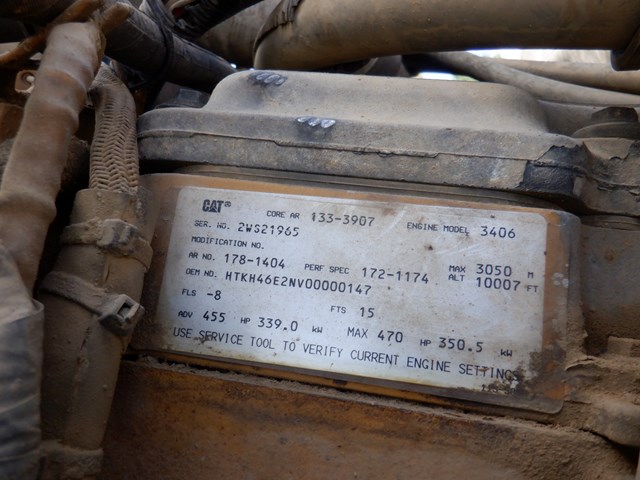 CAT® CORE AR 133-3907 ENGINE MODEL 3406
SER. NO. 2WS21965
MODIFICATION NO.
AR NO. 178-1404 PERF SPEC 172-1174 MAX ALT 3050 M 10007 FT
OEM NO. HTKH46E2NV00000147
FLS -8 FTS 15
ADV 455 HP 339.0 kW MAX 470 HP 350.5 kW
USE SERVICE TOOL TO VERIFY CURRENT ENGINE SETTINGS